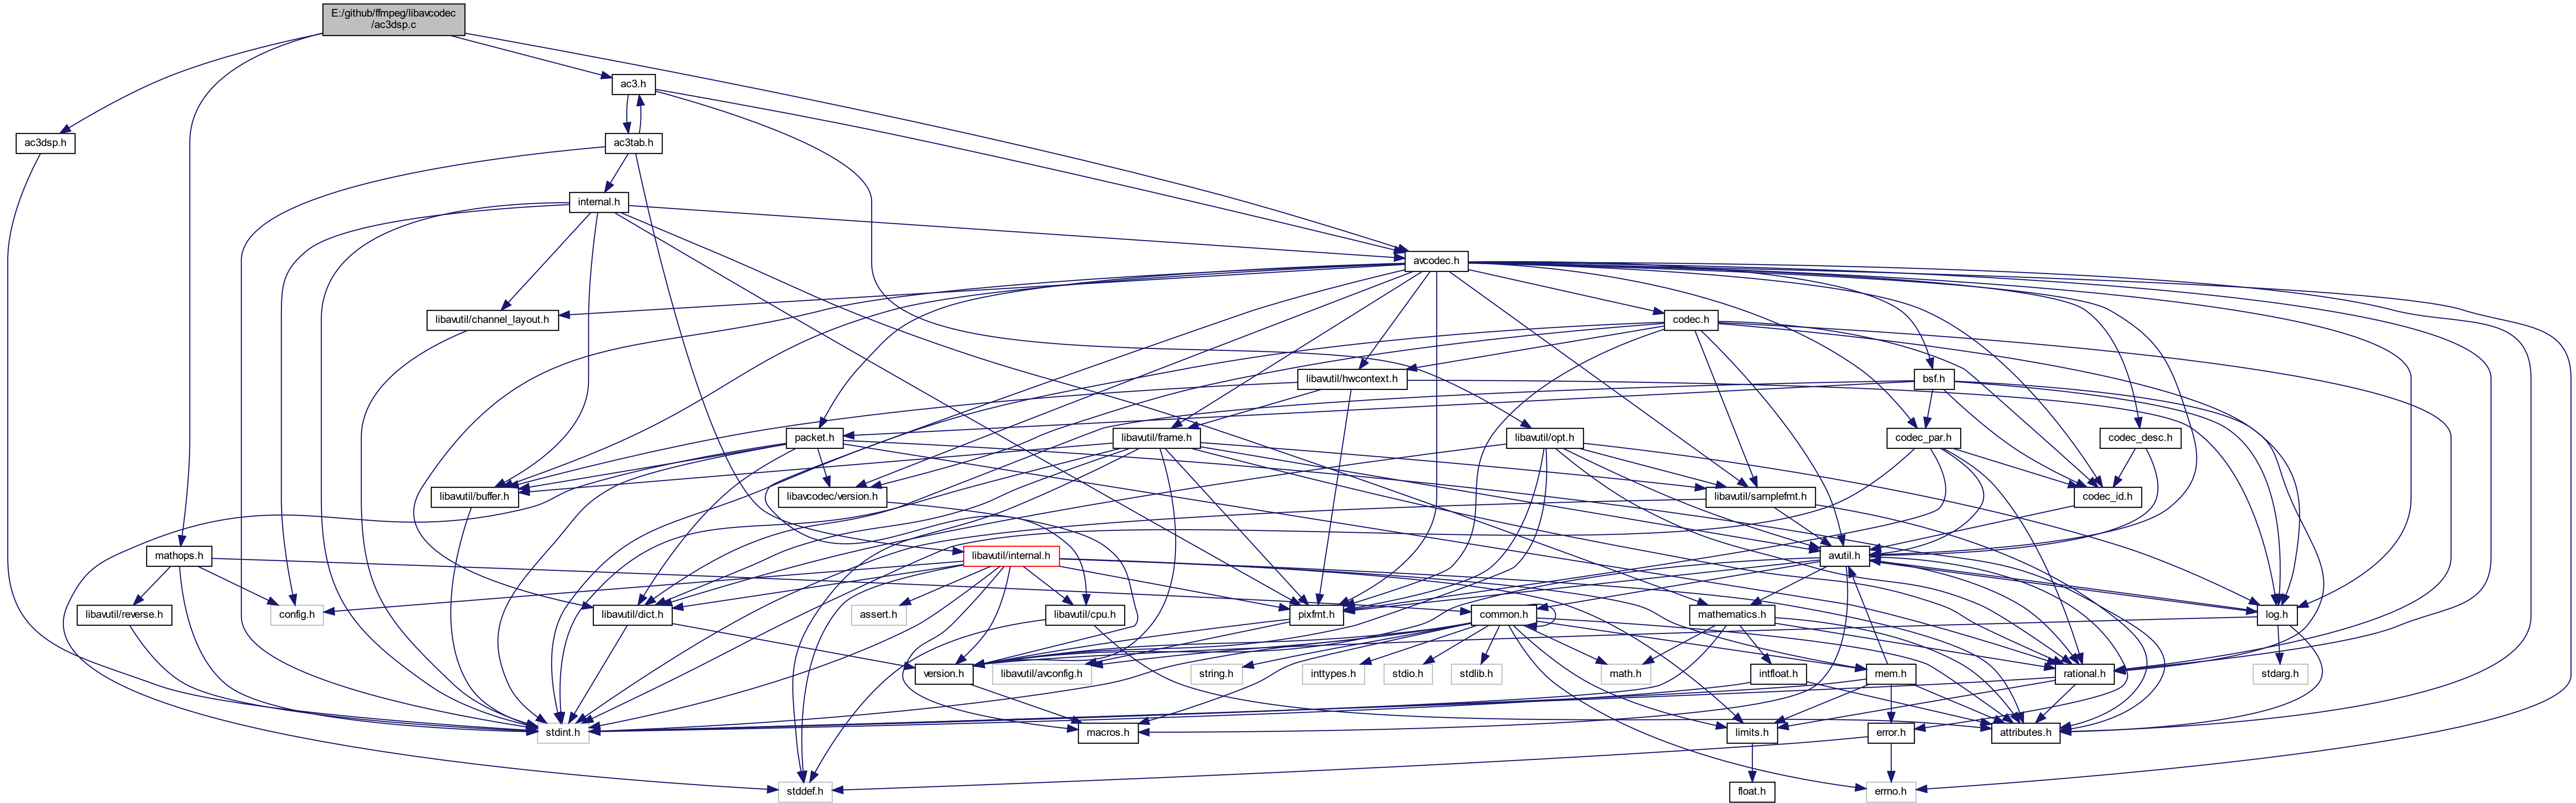 E:/github/ffmpeg/libavcodec
/ac3dsp.c
ac3.h
ac3dsp.h
ac3tab.h
internal.h
avcodec.h
libavutil/channel_layout.h
codec.h
libavutil/hwcontext.h
bsf.h
packet.h
libavutil/frame.h
libavutil/opt.h
codec_par.h
codec_desc.h
libavutil/buffer.h
libavcodec/version.h
libavutil/samplefmt.h
codec_id.h
mathops.h
libavutil/internal.h
avutil.h
libavutil/reverse.h
config.h
libavutil/dict.h
assert.h
libavutil/cpu.h
pixfmt.h
common.h
mathematics.h
log.h
version.h
libavutil/avconfig.h
string.h
inttypes.h
stdio.h
stdlib.h
math.h
intfloat.h
mem.h
rational.h
stdarg.h
stdint.h
macros.h
limits.h
error.h
attributes.h
stddef.h
float.h
errno.h